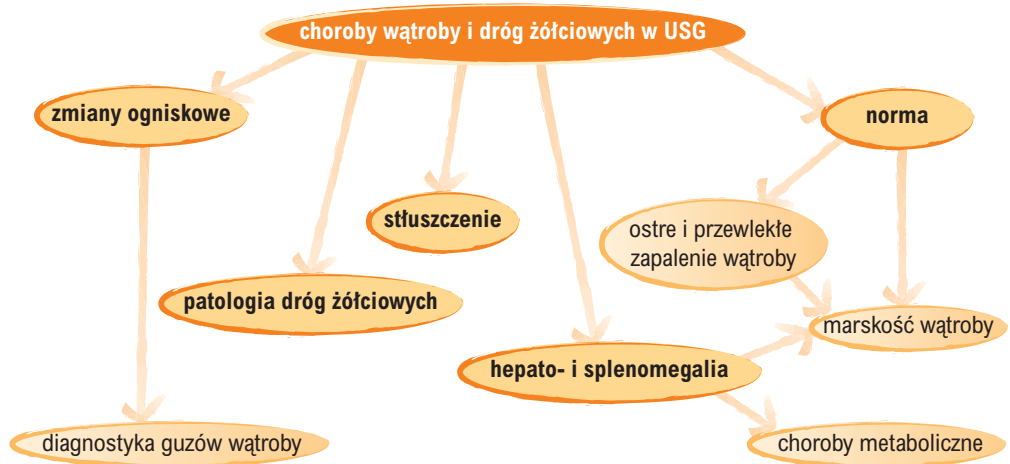 choroby wątroby i dróg żółciowych w USG
zmiany ogniskowe
norma
stłuszczenie
ostre i przewlekłe
zapalenie wątroby
patologia dróg żółciowych
marskość wątroby
hepato- i splenomegalia
diagnostyka guzów wątroby
choroby metaboliczne